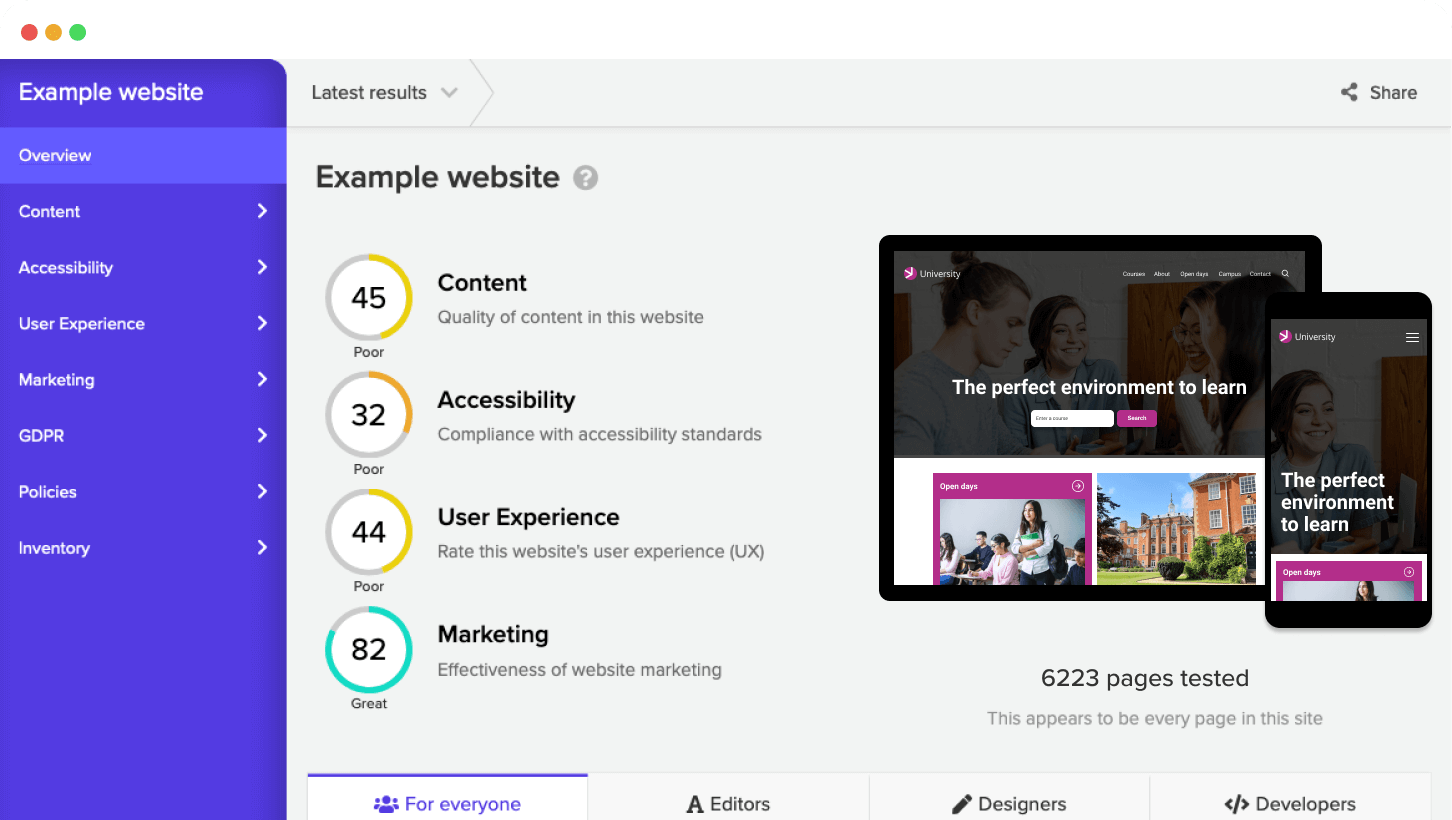 Example website
Latest results
Share
Overview
Content
Accessibility
User Experience
Marketing
GDPR
Policies
Inventory
Example website
?
45
Poor
Content
Quality of content in this website
32
Poor
Accessibility
Compliance with accessibility standards
44
Poor
User Experience
Rate this website's user experience (UX)
82
Great
Marketing
Effectiveness of website marketing
University
Courses About Open days Campus Contact
The perfect environment to learn
Enter a course
Search
Open days
University
The perfect
environment
to learn
Open days
6223 pages tested
This appears to be every page in this site
For everyone
A Editors
Designers
</> Developers